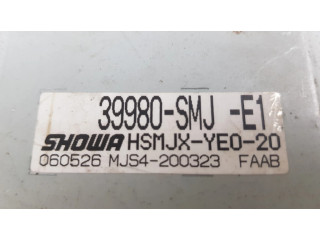 39980-SMJ -E1
SHOWA HSMJX-YE0-20
060526 MJS4-200323 FAAB